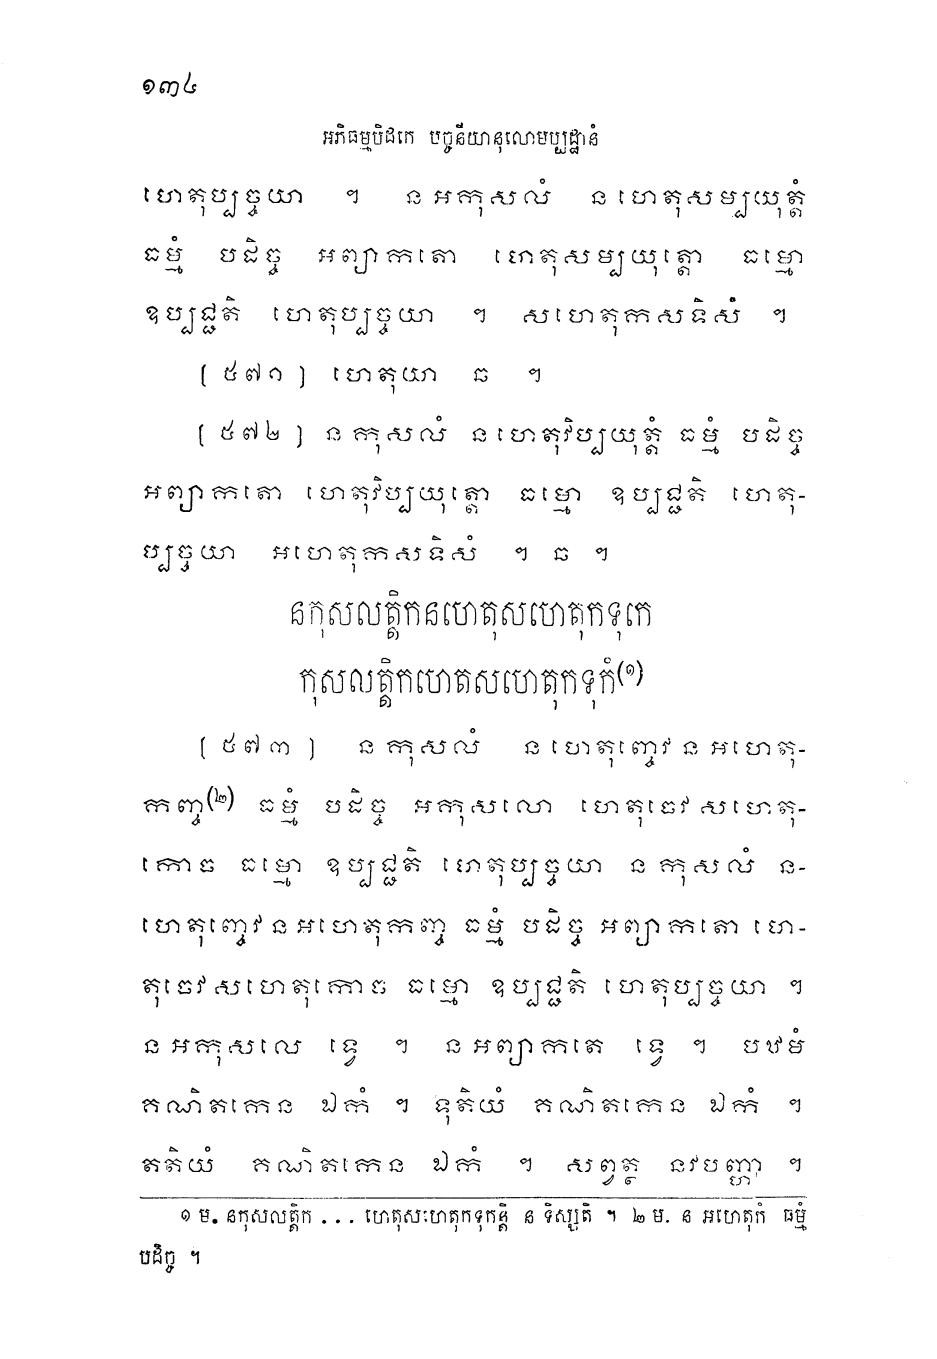 ១៣៤
អភិធម្មបិដកេ បច្ចនីយានុលោមប្បដ្ឋានំ
ហេតុប្បច្ចយា ។ ន អកុសលំ ន ហេតុសម្បយុត្តំ
ធម្មំ បដិច្ច អព្យាកតោ ហេតុសម្បយុត្តោ ធម្មោ
ឧប្បជ្ជតិ ហេតុប្បច្ចយា ។ សហេតុកសទិសំ ។
[ ៥៧១ ] ហេតុយា ឆ ។
[ ៥៧២ ] ន កុសលំ ន ហេតុវិប្បយុត្តំ ធម្មំ បដិច្ច
អព្យាកតោ ហេតុវិប្បយុត្តោ ធម្មោ ឧប្បជ្ជតិ ហេតុ-
ប្បច្ចយា អហេតុកសទិសំ ។ ឆ ។
នកុសលត្តិកនហេតុសហេតុកទុកេ
កុសលត្តិកហេតសហេតុកទុកំ(១)
[ ៥៧៣ ] ន កុសលំ ន ហេតុញ្ចេវ ន អហេតុ-
កញ្ច(២) ធម្មំ បដិច្ច អកុសលោ ហេតុចេវ សហេតុ-
កោច ធម្មោ ឧប្បជ្ជតិ ហេតុប្បច្ចយា ន កុសលំ ន-
ហេតុញ្ចេវ ន អហេតុកញ្ច ធម្មំ បដិច្ច អព្យាកតោ ហេ-
តុចេវ សហេតុកោច ធម្មោ ឧប្បជ្ជតិ ហេតុប្បច្ចយា ។
ន អកុសលេ ទ្វេ ។ ន អព្យាកតេ ទ្វេ ។ បឋមំ
គណិតកេន ឯកំ ។ ទុតិយំ គណិតកេន ឯកំ ។
តតិយំ គណិតកេន ឯកំ ។ សព្វត្ថ នវបញ្ហា ។
១ ម. នកុសលត្តិក ... ហេតុសហេតុកទុកន្តិ ន ទិស្សតិ ។ ២ ម. ន អហេតុកំ ធម្មំ
បដិច្ច ។